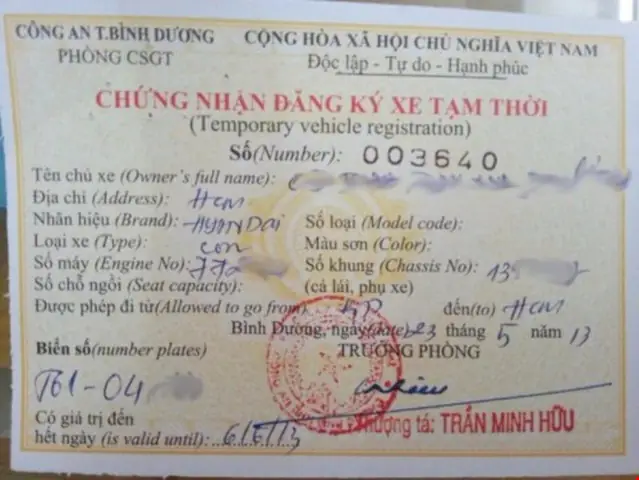 CÔNG AN T.BÌNH DƯƠNG
PHÒNG CSGT
CỘNG HÒA XÃ HỘI CHỦ NGHĨA VIỆT NAM
Độc lập - Tự do - Hạnh phúc
CHỨNG NHẬN ĐĂNG KÝ XE TẠM THỜI
(Temporary vehicle registration)
Số(Number): 003640
Tên chủ xe (Owner's full name):
Địa chỉ (Address): HCM
Nhãn hiệu (Brand): HYUNDAI Số loại (Model code):
Loại xe (Type): con Màu sơn (Color):
Số máy (Engine No): Số khung (Chassis No): 13
Số chỗ ngồi (Seat capacity): (cả lái, phụ xe)
Được phép đi từ(Allowed to go from) đến(to) HCM
Bình Dương, ngày(date) 23 tháng 5 năm 13
Biển số(number plates) TRƯỞNG PHÒNG
T61-04
Có giá trị đến
hết ngày (is valid until): 6/6/13
Thượng tá: TRẦN MINH HỮU